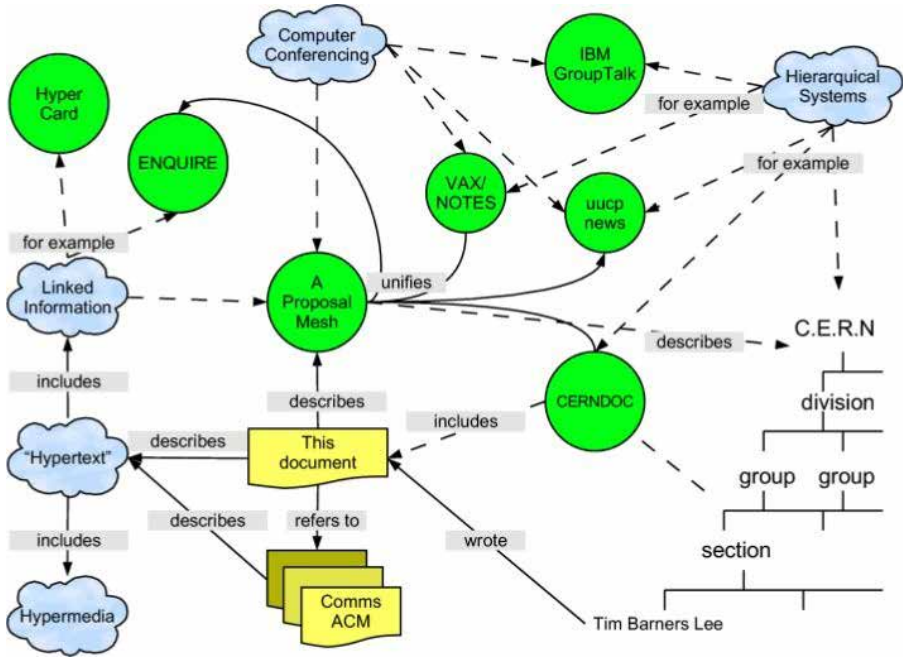 Computer
Conferencing
IBM
GroupTalk
Hierarquical
Systems
Hyper
Card
for example
ENQUIRE
for example
VAX/
NOTES
uucp
news
for example
Linked
Information
A
Proposal
Mesh
unifies
C.E.R.N
describes
includes
describes
CERNDOC
division
includes
"Hypertext"
describes
This
document
group
group
describes
refers to
includes
wrote
section
Hypermedia
Comms
ACM
Tim Barners Lee